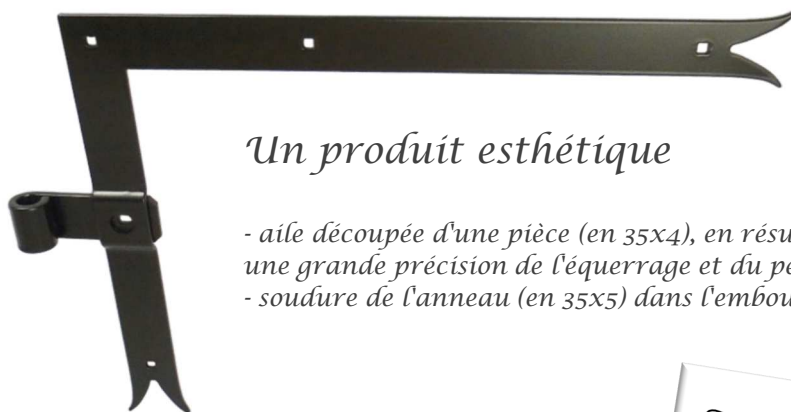 Un produit esthétique
- aile découpée d'une pièce (en 35x4), en résu
une grande précision de l'équerrage et du pe
- soudure de l'anneau (en 35x5) dans l'embou